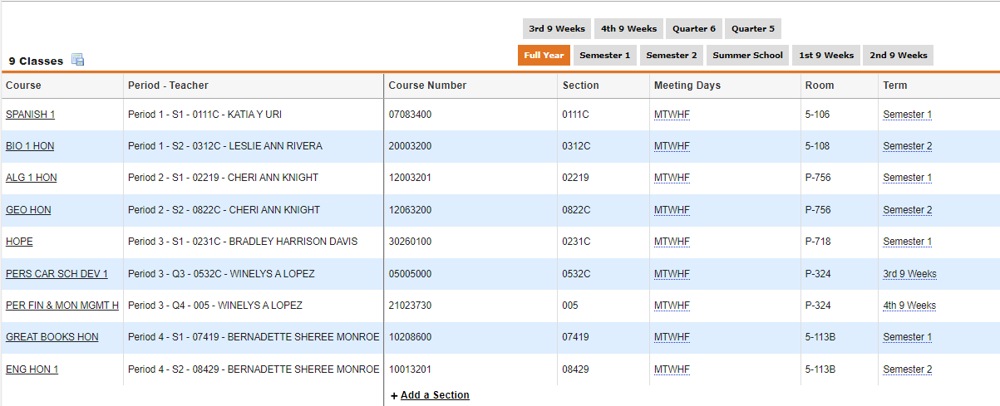 3rd 9 Weeks 4th 9 Weeks Quarter 6 Quarter 5
9 Classes Full Year Semester 1 Semester 2 Summer School 1st 9 Weeks 2nd 9 Weeks
Course Period - Teacher Course Number Section Meeting Days Room Term
SPANISH 1 Period 1 - S1 - 0111C - KATIA Y URI 07083400 0111C MTWHF 5-106 Semester 1
BIO 1 HON Period 1 - S2 - 0312C - LESLIE ANN RIVERA 20003200 0312C MTWHF 5-108 Semester 2
ALG 1 HON Period 2 - S1 - 02219 - CHERI ANN KNIGHT 12003201 02219 MTWHF P-756 Semester 1
GEO HON Period 2 - S2 - 0822C - CHERI ANN KNIGHT 12063200 0822C MTWHF P-756 Semester 2
HOPE Period 3 - S1 - 0231C - BRADLEY HARRISON DAVIS 30260100 0231C MTWHF P-718 Semester 1
PERS CAR SCH DEV 1 Period 3 - Q3 - 0532C - WINELYS A LOPEZ 05005000 0532C MTWHF P-324 3rd 9 Weeks
PER FIN & MON MGMT H Period 3 - Q4 - 005 - WINELYS A LOPEZ 21023730 005 MTWHF P-324 4th 9 Weeks
GREAT BOOKS HON Period 4 - S1 - 07419 - BERNADETTE SHEREE MONROE 10208600 07419 MTWHF 5-113B Semester 1
ENG HON 1 Period 4 - S2 - 08429 - BERNADETTE SHEREE MONROE 10013201 08429 MTWHF 5-113B Semester 2
+ Add a Section